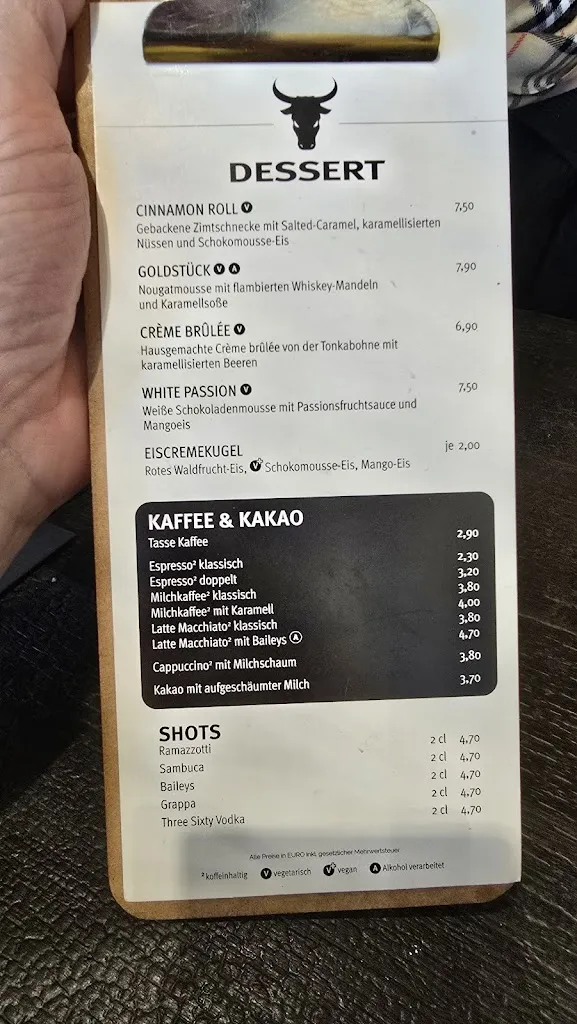 DESSERT
CINNAMON ROLL V 7,50
Gebackene Zimtschnecke mit Salted-Caramel, karamellisierten
Nüssen und Schokomousse-Eis
GOLDSTÜCK V A 7,90
Nougatmousse mit flambierten Whiskey-Mandeln
und Karamellsoße
CRÈME BRÛLÉE V 6,90
Hausgemachte Crème brûlée von der Tonkabohne mit
karamellisierten Beeren
WHITE PASSION V 7,50
Weiße Schokoladenmousse mit Passionsfruchtsauce und
Mangoeis
EISCREMEKUGEL je 2,00
Rotes Waldfrucht-Eis, V+ Schokomousse-Eis, Mango-Eis
KAFFEE & KAKAO
Tasse Kaffee 2,90
Espresso² klassisch 2,30
Espresso² doppelt 3,20
Milchkaffee² klassisch 3,80
Milchkaffee² mit Karamell 4,00
Latte Macchiato² klassisch 3,80
Latte Macchiato² mit Baileys A 4,70
Cappuccino² mit Milchschaum 3,80
Kakao mit aufgeschäumter Milch 3,70
SHOTS
Ramazzotti 2 cl 4,70
Sambuca 2 cl 4,70
Baileys 2 cl 4,70
Grappa 2 cl 4,70
Three Sixty Vodka 2 cl 4,70
Alle Preise in EURO inkl. gesetzlicher Mehrwertsteuer
² koffeinhaltig V vegetarisch V+ vegan A Alkohol verarbeitet